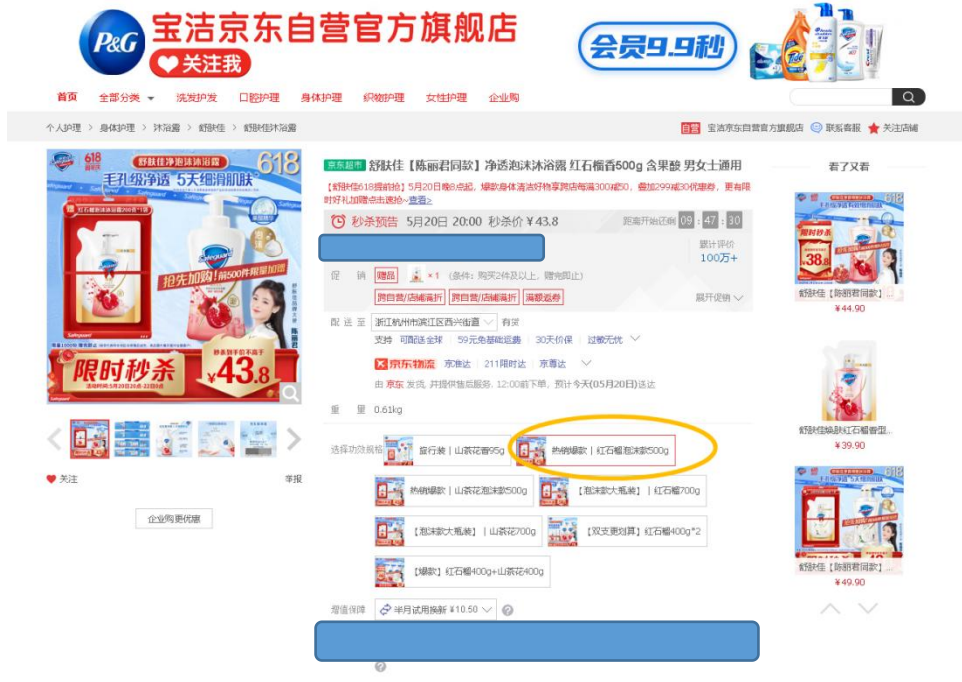 P&G
宝洁京东自营官方旗舰店
关注我
会员9.9秒
首页 全部分类 洗发护发 口腔护理 身体护理 织物护理 女性护理 企业购
个人护理 > 身体护理 > 沐浴露 > 舒肤佳 > 舒肤佳沐浴露
自营 宝洁京东自营官方旗舰店 联系客服 关注店铺
618
舒肤佳净泡沫沐浴露
618
毛孔级净透 5天细滑肌肤
Safeguard
抢先加购!前500件限量加赠
陈丽君
限时秒杀
¥43.8
关注
举报
企业购更优惠
京东超市 舒肤佳【陈丽君同款】净透泡沫沐浴露 红石榴香500g 含果酸 男女士通用
【舒肤佳618提前抢】5月20日晚8点起,爆款身体清洁好物享跨店每满300减50,叠加299减30优惠券,更有限
时好礼加赠点击速抢~查看>
秒杀预告 5月20日 20:00 秒杀价 ¥43.8 距离开始还剩 09 : 47 : 30
累计评价
100万+
促 销 赠品 ×1 (条件:购买2件及以上,赠完即止)
跨自营/店铺满折 跨自营/店铺满折 满额返券 展开促销
配 送 至 浙江杭州市滨江区西兴街道 有货
支持 可配送全球 59元免基础运费 30天价保 过敏无忧
京东物流 京准达 211限时达 京尊达
由 京东 发货, 并提供售后服务. 12:00前下单, 预计今天(05月20日)送达
重 量 0.61kg
选择功效规格 旅行装 | 山茶花香95g 热销爆款 | 红石榴泡沫款500g
热销爆款 | 山茶花泡沫款500g 【泡沫款大瓶装】 | 红石榴700g
【泡沫款大瓶装】 | 山茶花700g 【双支更划算】红石榴400g*2
【爆款】红石榴400g+山茶花400g
增值保障 半月试用换新 ¥10.50
看了又看
限时秒杀
38.8
舒肤佳【陈丽君同款】
¥44.90
舒肤佳焕肤红石榴香型...
¥39.90
舒肤佳【陈丽君同款】...
¥49.90